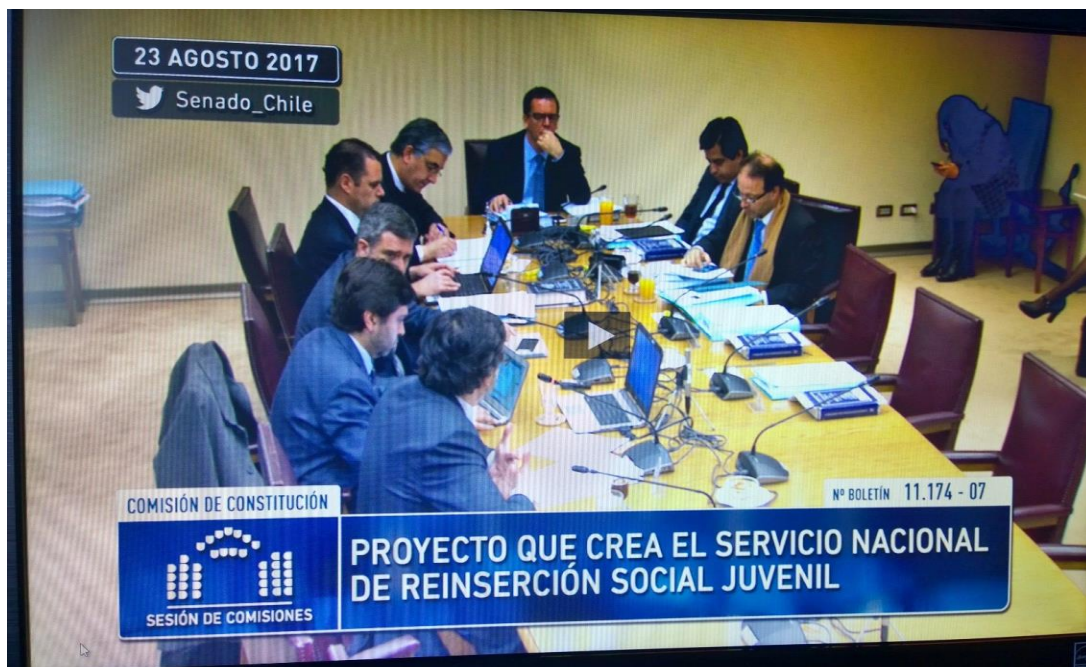 23 AGOSTO 2017
Senado_Chile
COMISIÓN DE CONSTITUCIÓN
Nº BOLETÍN 11.174 - 07
PROYECTO QUE CREA EL SERVICIO NACIONAL
DE REINSERCIÓN SOCIAL JUVENIL
SESIÓN DE COMISIONES